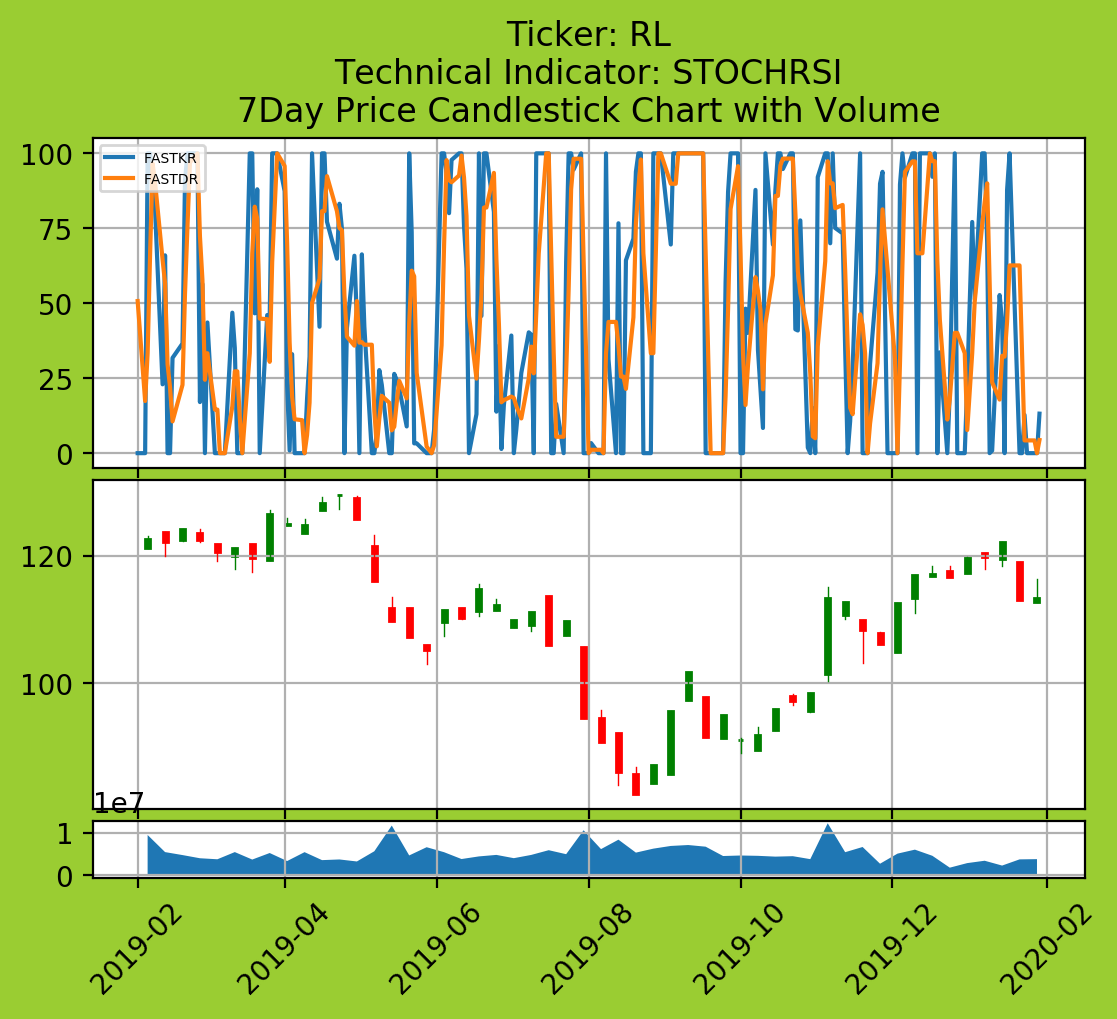 Ticker: RL
Technical Indicator: STOCHRSI
7Day Price Candlestick Chart with Volume
100
75
50
25
0
FASTKR
FASTDR
120
100
1e7
1
0
2019-02
2019-04
2019-06
2019-08
2019-10
2019-12
2020-02